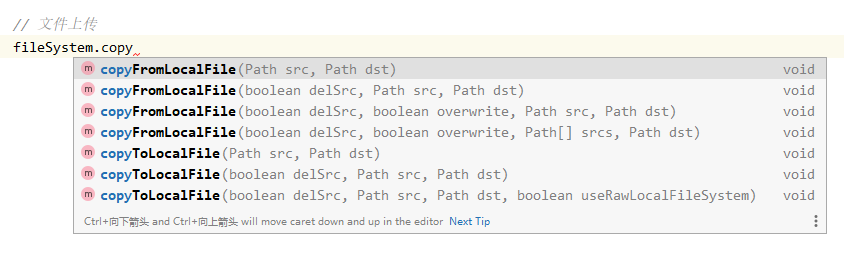 // 文件上传
fileSystem.copy
m copyFromLocalFile(Path src, Path dst) void
m copyFromLocalFile(boolean delSrc, Path src, Path dst) void
m copyFromLocalFile(boolean delSrc, boolean overwrite, Path src, Path dst) void
m copyFromLocalFile(boolean delSrc, boolean overwrite, Path[] srcs, Path dst) void
m copyToLocalFile(Path src, Path dst) void
m copyToLocalFile(boolean delSrc, Path src, Path dst) void
m copyToLocalFile(boolean delSrc, Path src, Path dst, boolean useRawLocalFileSystem) void
Ctrl+向下箭头 and Ctrl+向上箭头 will move caret down and up in the editor Next Tip